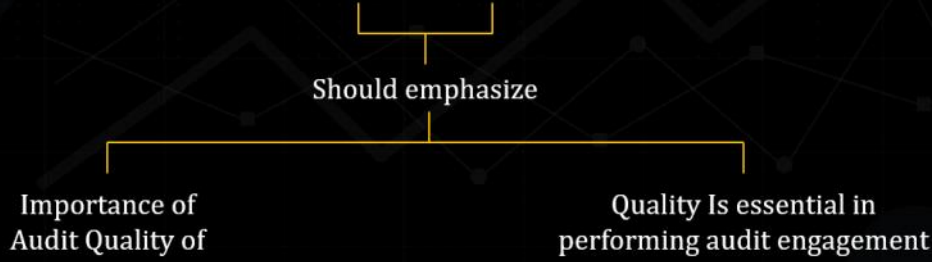 Should emphasize
Importance of
Audit Quality of
Quality Is essential in
performing audit engagement